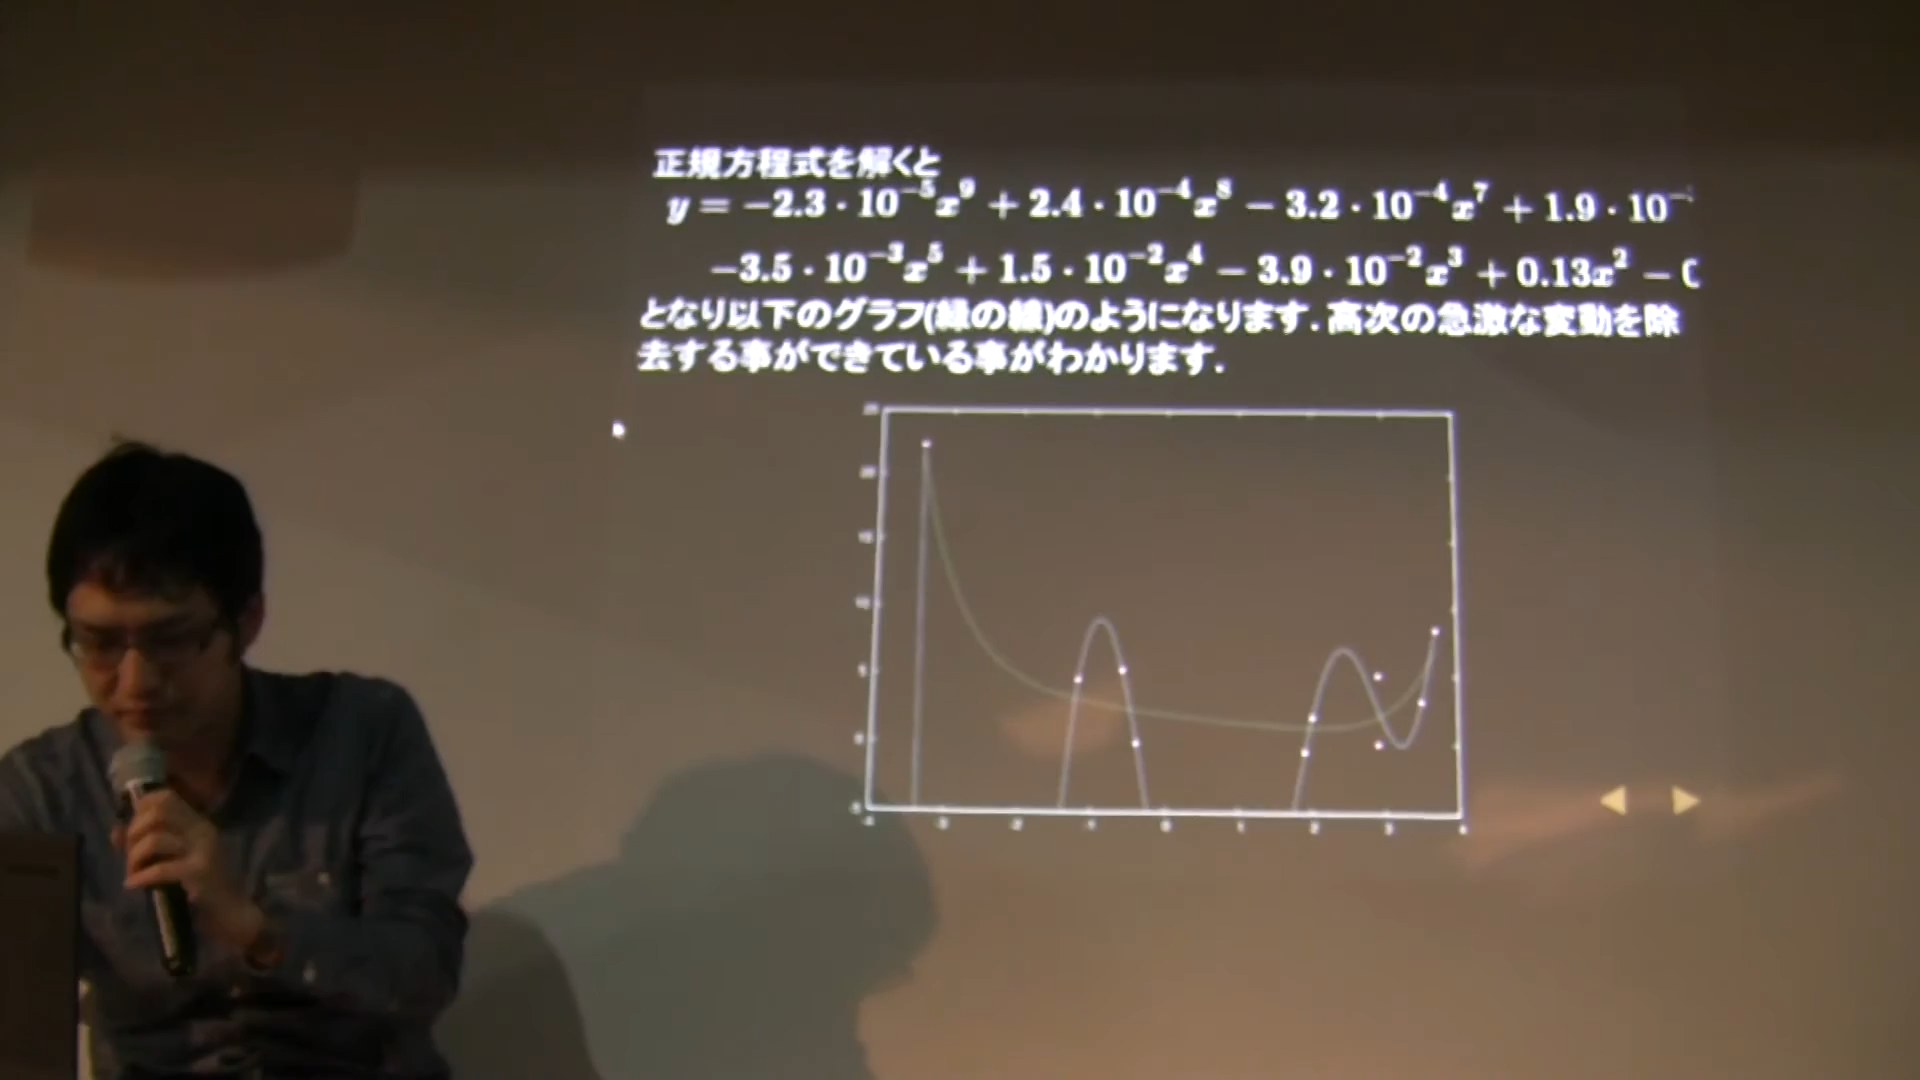 正規方程式を解くと
y = −2.3 · 10⁻⁵x⁹ + 2.4 · 10⁻⁴x⁸ − 3.2 · 10⁻⁴x⁷ + 1.9 · 10⁻
−3.5 · 10⁻³x⁵ + 1.5 · 10⁻²x⁴ − 3.9 · 10⁻²x³ + 0.13x² −
となり以下のグラフ(緑の線)のようになります.高次の急激な変動を除
去する事ができている事がわかります.